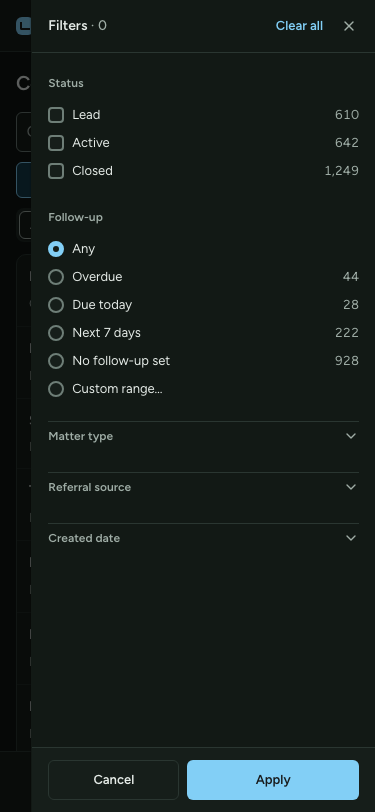 Filters · 0
Clear all
Status
Lead 610
Active 642
Closed 1,249
Follow-up
Any
Overdue 44
Due today 28
Next 7 days 222
No follow-up set 928
Custom range...
Matter type
Referral source
Created date
Cancel
Apply